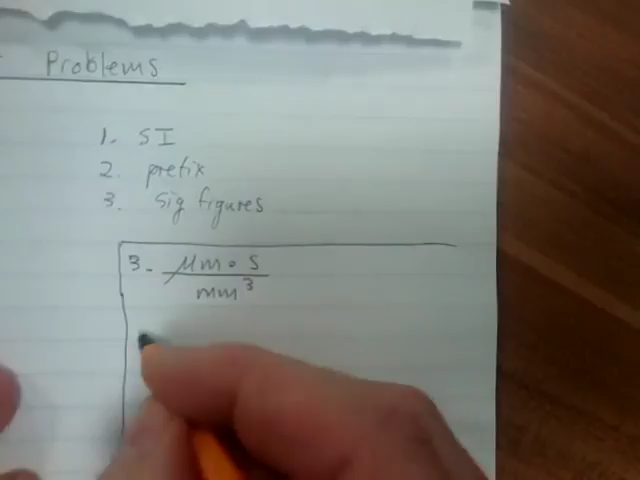 Problems
1. SI
2. prefix
3. Sig figures
3. μm • s
mm³